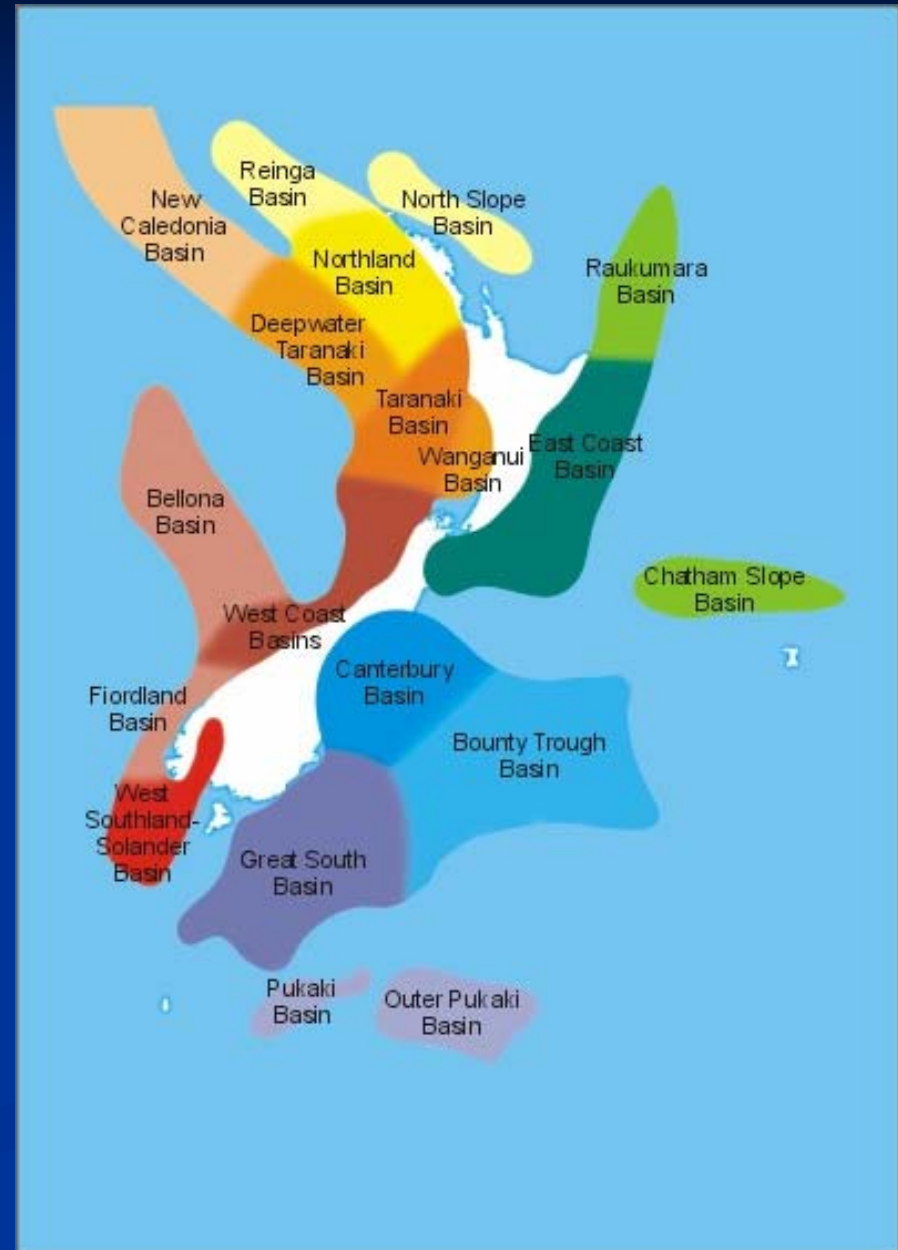 Reinga
Basin
New
Caledonia
Basin
North Slope
Basin
Northland
Basin
Raukumara
Basin
Deepwater
Taranaki
Basin
Taranaki
Basin
Wanganui
Basin
East Coast
Basin
Bellona
Basin
Chatham Slope
Basin
West Coast
Basins
Canterbury
Basin
Fiordland
Basin
Bounty Trough
Basin
West
Southland-
Solander
Basin
Great South
Basin
Pukaki
Basin
Outer Pukaki
Basin